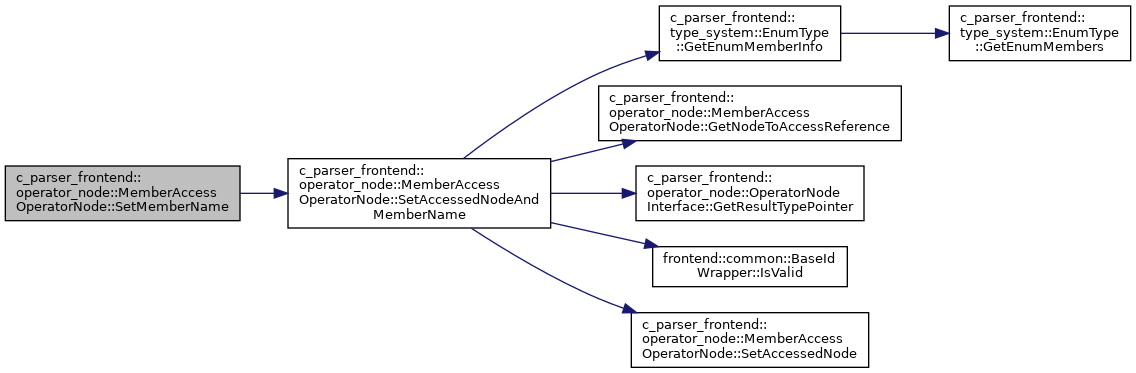 c_parser_frontend::
operator_node::MemberAccess
OperatorNode::SetMemberName
c_parser_frontend::
operator_node::MemberAccess
OperatorNode::SetAccessedNodeAnd
MemberName
c_parser_frontend::
type_system::EnumType
::GetEnumMemberInfo
c_parser_frontend::
type_system::EnumType
::GetEnumMembers
c_parser_frontend::
operator_node::MemberAccess
OperatorNode::GetNodeToAccessReference
c_parser_frontend::
operator_node::OperatorNode
Interface::GetResultTypePointer
frontend::common::BaseId
Wrapper::IsValid
c_parser_frontend::
operator_node::MemberAccess
OperatorNode::SetAccessedNode